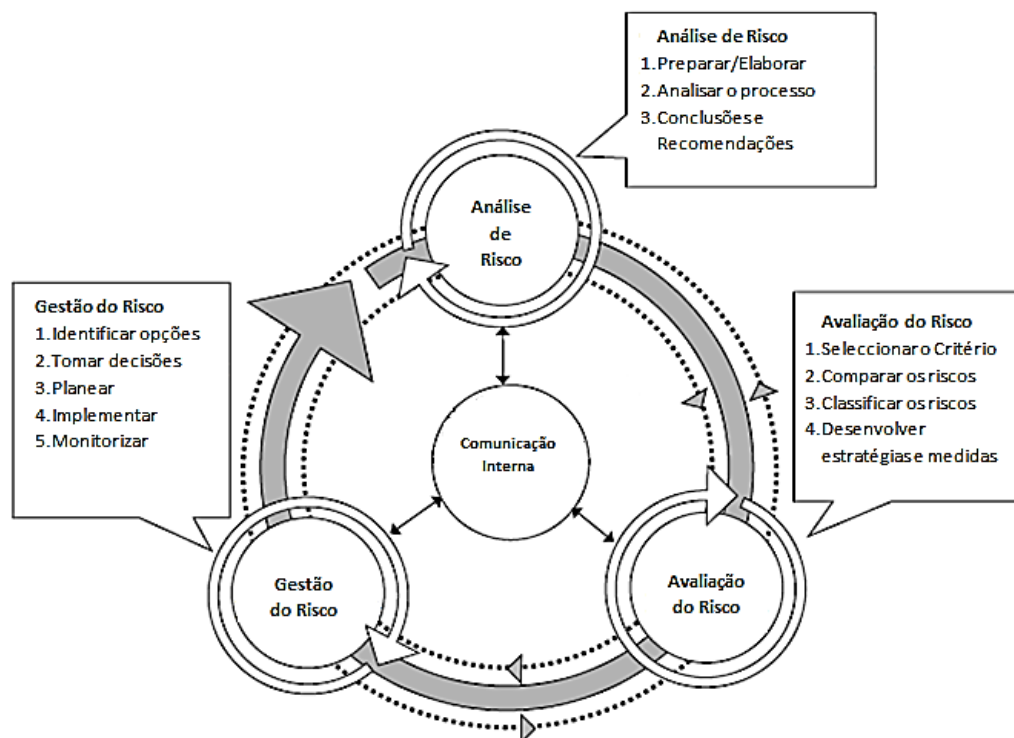 Análise de Risco
1.Preparar/Elaborar
2.Analisar o processo
3.Conclusões e
Recomendações
Análise
de
Risco
Gestão do Risco
1.Identificar opções
2.Tomar decisões
3.Planear
4.Implementar
5.Monitorizar
Avaliação do Risco
1.Seleccionar o Critério
2.Comparar os riscos
3.Classificar os riscos
4.Desenvolver
estratégias e medidas
Comunicação
Interna
Gestão
do Risco
Avaliação
do Risco